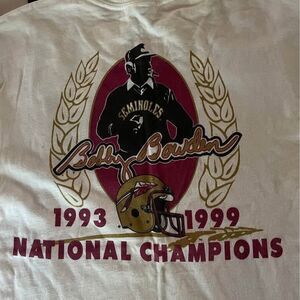 SEMINOLES
Bobby Bowden
1993 1999
NATIONAL CHAMPIONS